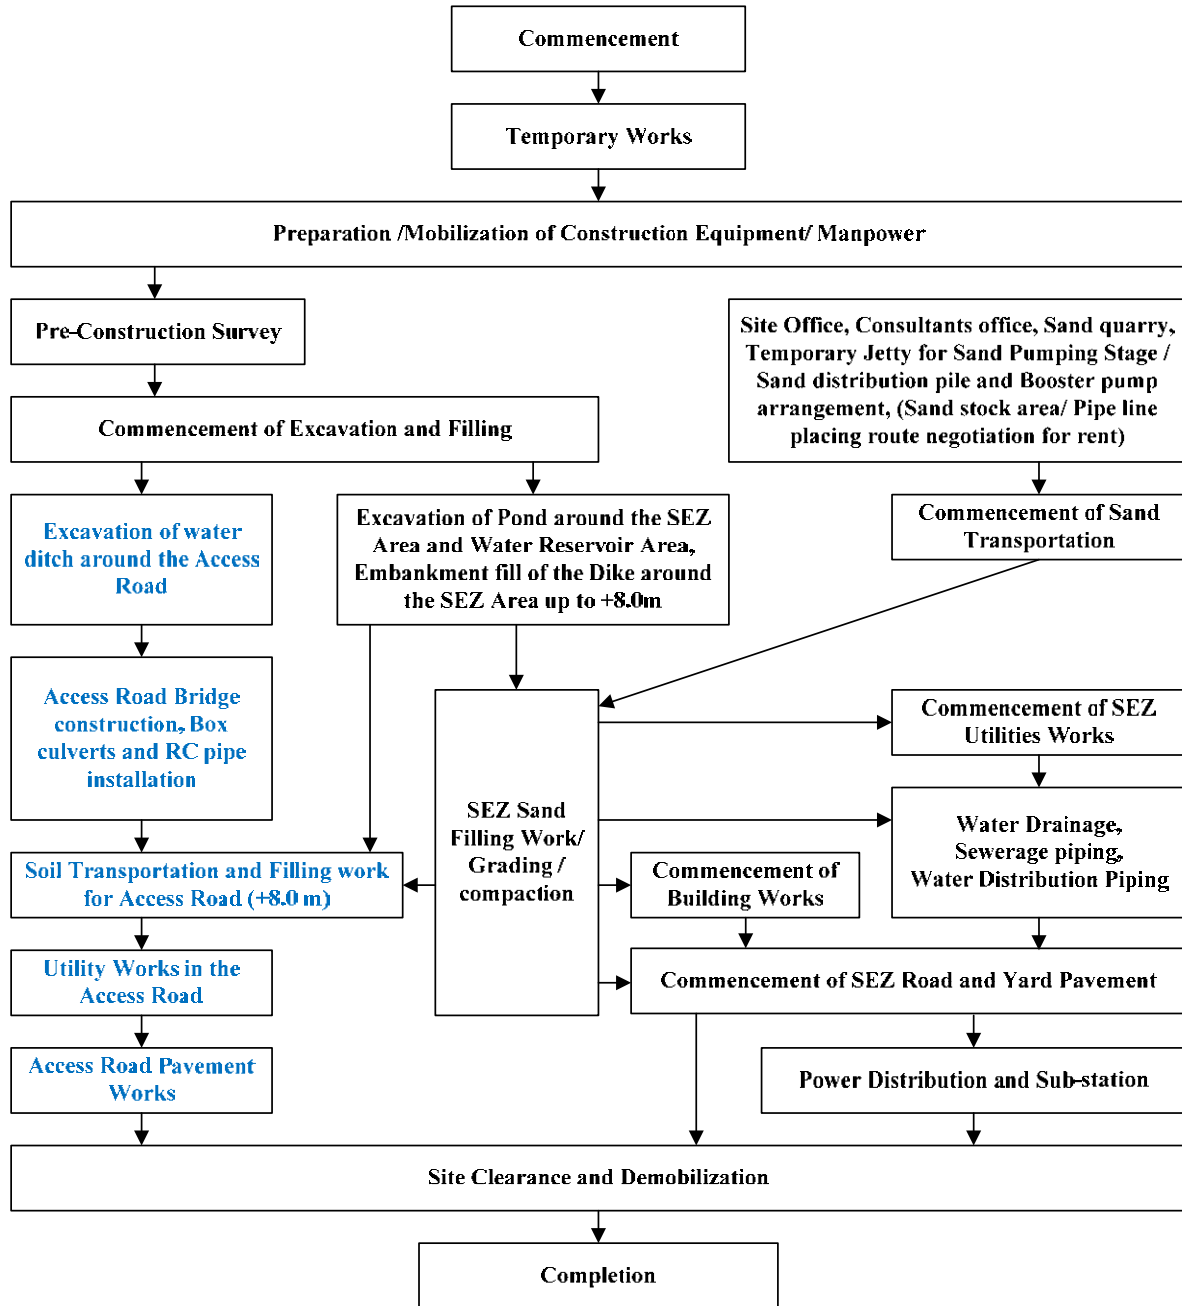 Commencement
Temporary Works
Preparation /Mobilization of Construction Equipment/ Manpower
Pre-Construction Survey
Site Office, Consultants office, Sand quarry,
Temporary Jetty for Sand Pumping Stage /
Sand distribution pile and Booster pump
arrangement, (Sand stock area/ Pipe line
placing route negotiation for rent)
Commencement of Excavation and Filling
Excavation of water
ditch around the Access
Road
Excavation of Pond around the SEZ
Area and Water Reservoir Area,
Embankment fill of the Dike around
the SEZ Area up to +8.0m
Commencement of Sand
Transportation
Access Road Bridge
construction, Box
culverts and RC pipe
installation
SEZ Sand
Filling Work/
Grading /
compaction
Commencement of SEZ
Utilities Works
Water Drainage,
Sewerage piping,
Water Distribution Piping
Soil Transportation and Filling work
for Access Road (+8.0 m)
Commencement of
Building Works
Utility Works in the
Access Road
Commencement of SEZ Road and Yard Pavement
Access Road Pavement
Works
Power Distribution and Sub-station
Site Clearance and Demobilization
Completion